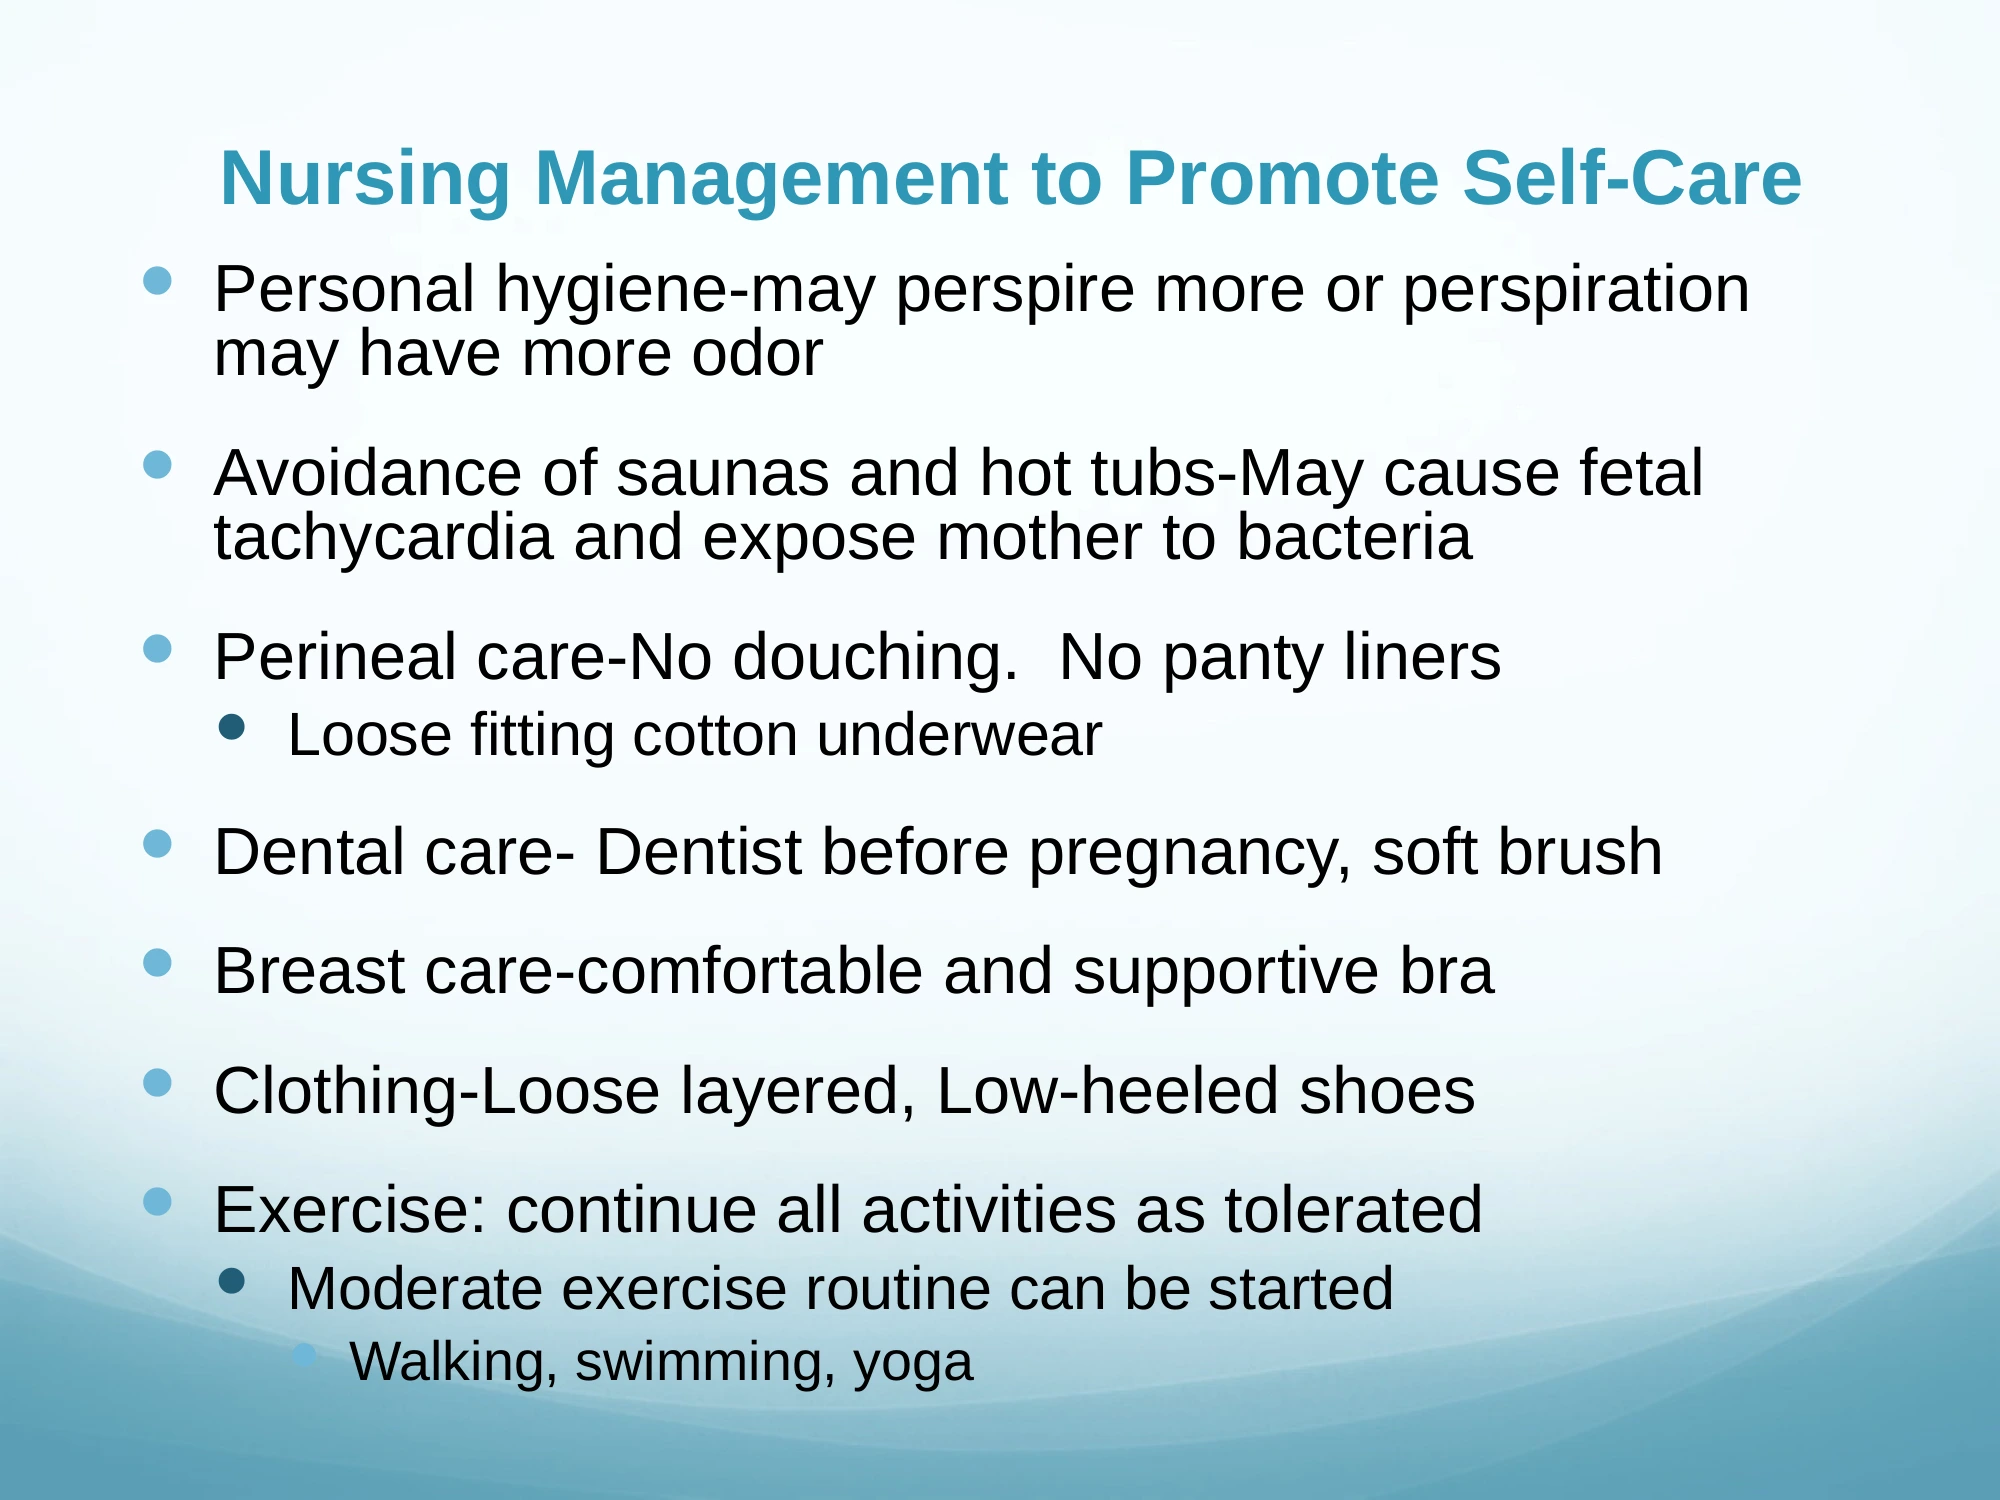 Nursing Management to Promote Self-Care
Personal hygiene-may perspire more or perspiration
may have more odor
Avoidance of saunas and hot tubs-May cause fetal
tachycardia and expose mother to bacteria
Perineal care-No douching.  No panty liners
Loose fitting cotton underwear
Dental care- Dentist before pregnancy, soft brush
Breast care-comfortable and supportive bra
Clothing-Loose layered, Low-heeled shoes
Exercise: continue all activities as tolerated
Moderate exercise routine can be started
Walking, swimming, yoga